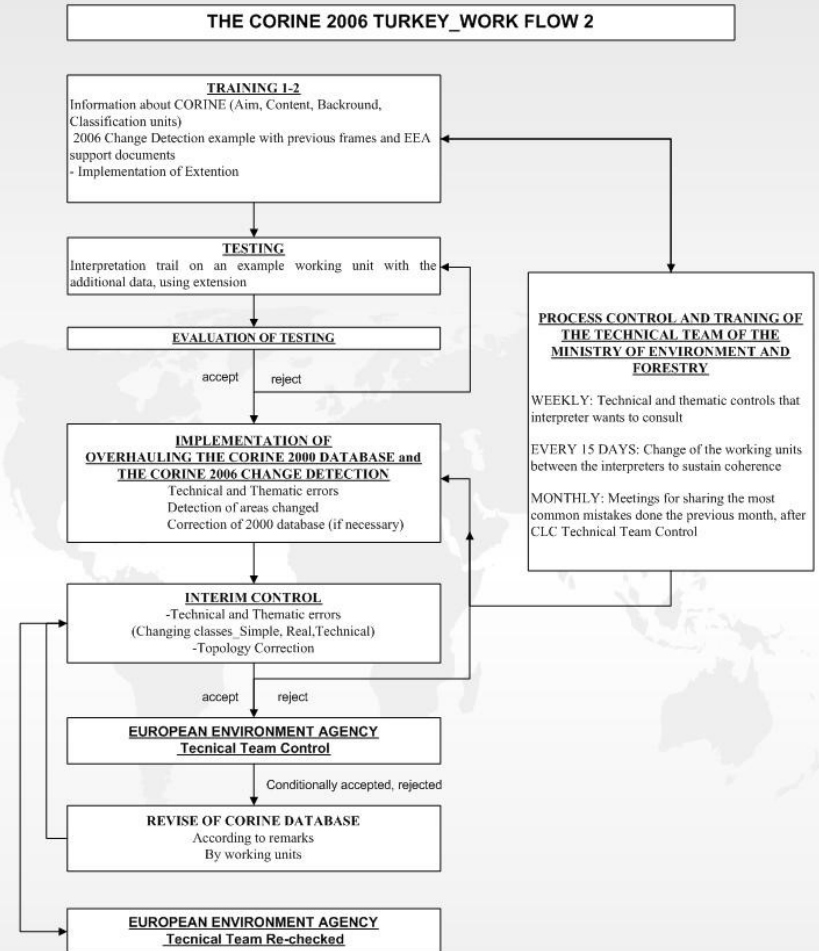 THE CORINE 2006 TURKEY_WORK FLOW 2
TRAINING 1-2
Information about CORINE (Aim, Content, Backround,
Classification units)
2006 Change Detection example with previous frames and EEA
support documents
- Implementation of Extention
TESTING
Interpretation trail on an example working unit with the
additional data, using extension
EVALUATION OF TESTING
accept reject
IMPLEMENTATION OF
OVERHAULING THE CORINE 2000 DATABASE and
THE CORINE 2006 CHANGE DETECTION
Technical and Thematic errors
Detection of areas changed
Correction of 2000 database (if necessary)
INTERIM CONTROL
-Technical and Thematic errors
(Changing classes_Simple, Real,Technical)
-Topology Correction
accept reject
EUROPEAN ENVIRONMENT AGENCY
Tecnical Team Control
Conditionally accepted, rejected
REVISE OF CORINE DATABASE
According to remarks
By working units
EUROPEAN ENVIRONMENT AGENCY
Tecnical Team Re-checked
PROCESS CONTROL AND TRANING OF
THE TECHNICAL TEAM OF THE
MINISTRY OF ENVIRONMENT AND
FORESTRY
WEEKLY: Technical and thematic controls that
interpreter wants to consult
EVERY 15 DAYS: Change of the working units
between the interpreters to sustain coherence
MONTHLY: Meetings for sharing the most
common mistakes done the previous month, after
CLC Technical Team Control